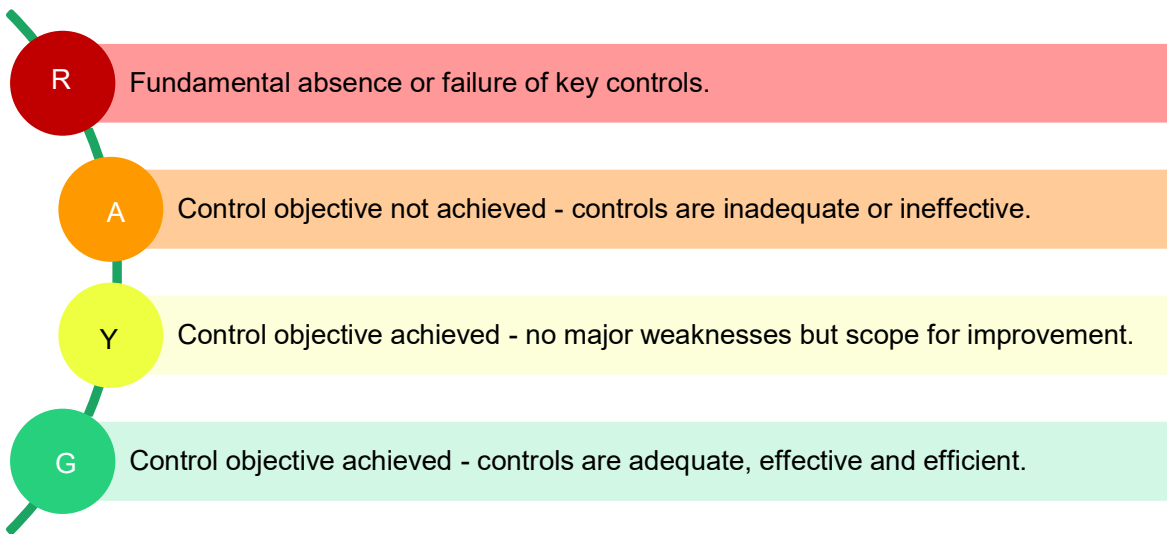 R
Fundamental absence or failure of key controls.
A
Control objective not achieved - controls are inadequate or ineffective.
Y
Control objective achieved - no major weaknesses but scope for improvement.
G
Control objective achieved - controls are adequate, effective and efficient.